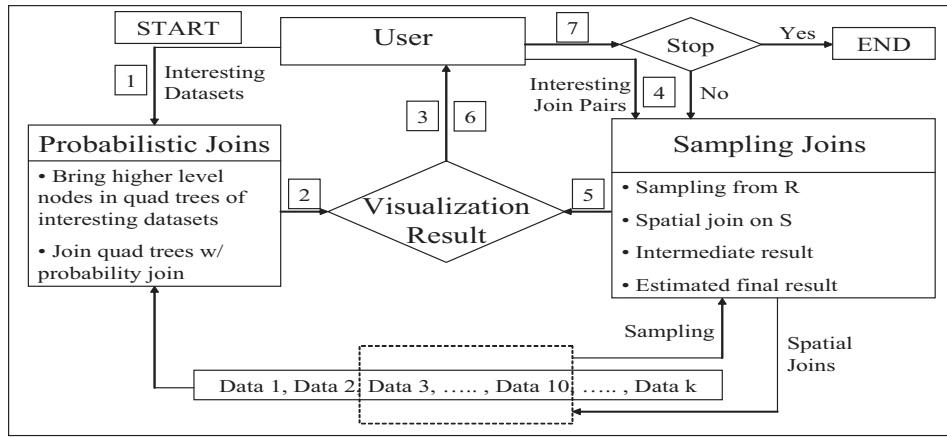 START
User
7
Stop
Yes
END
1
Interesting
Datasets
Interesting
Join Pairs
4
No
3
6
Probabilistic Joins
• Bring higher level
nodes in quad trees of
interesting datasets
• Join quad trees w/
probability join
2
Visualization
Result
5
Sampling Joins
• Sampling from R
• Spatial join on S
• Intermediate result
• Estimated final result
Sampling
Spatial
Joins
Data 1, Data 2, Data 3, ….. , Data 10, ….. , Data k